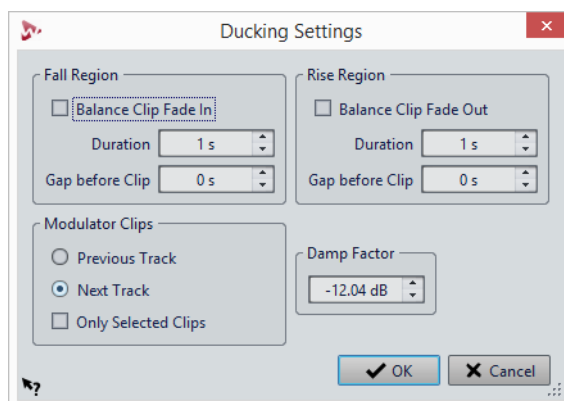 Ducking Settings
Fall Region
Balance Clip Fade In
Duration 1 s
Gap before Clip 0 s
Rise Region
Balance Clip Fade Out
Duration 1 s
Gap before Clip 0 s
Modulator Clips
Previous Track
Next Track
Only Selected Clips
Damp Factor
-12.04 dB
OK
Cancel
?